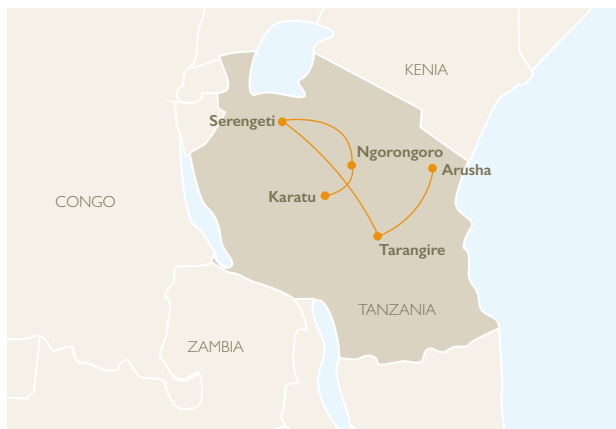 KENIA
Serengeti
Ngorongoro
Arusha
Karatu
CONGO
Tarangire
TANZANIA
ZAMBIA